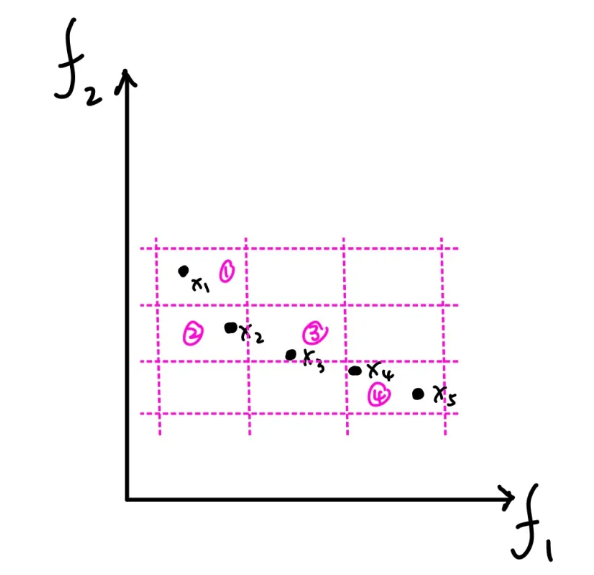 f₂
①
x₁
② x₂ ③
x₃ x₄
④ x₅
f₁